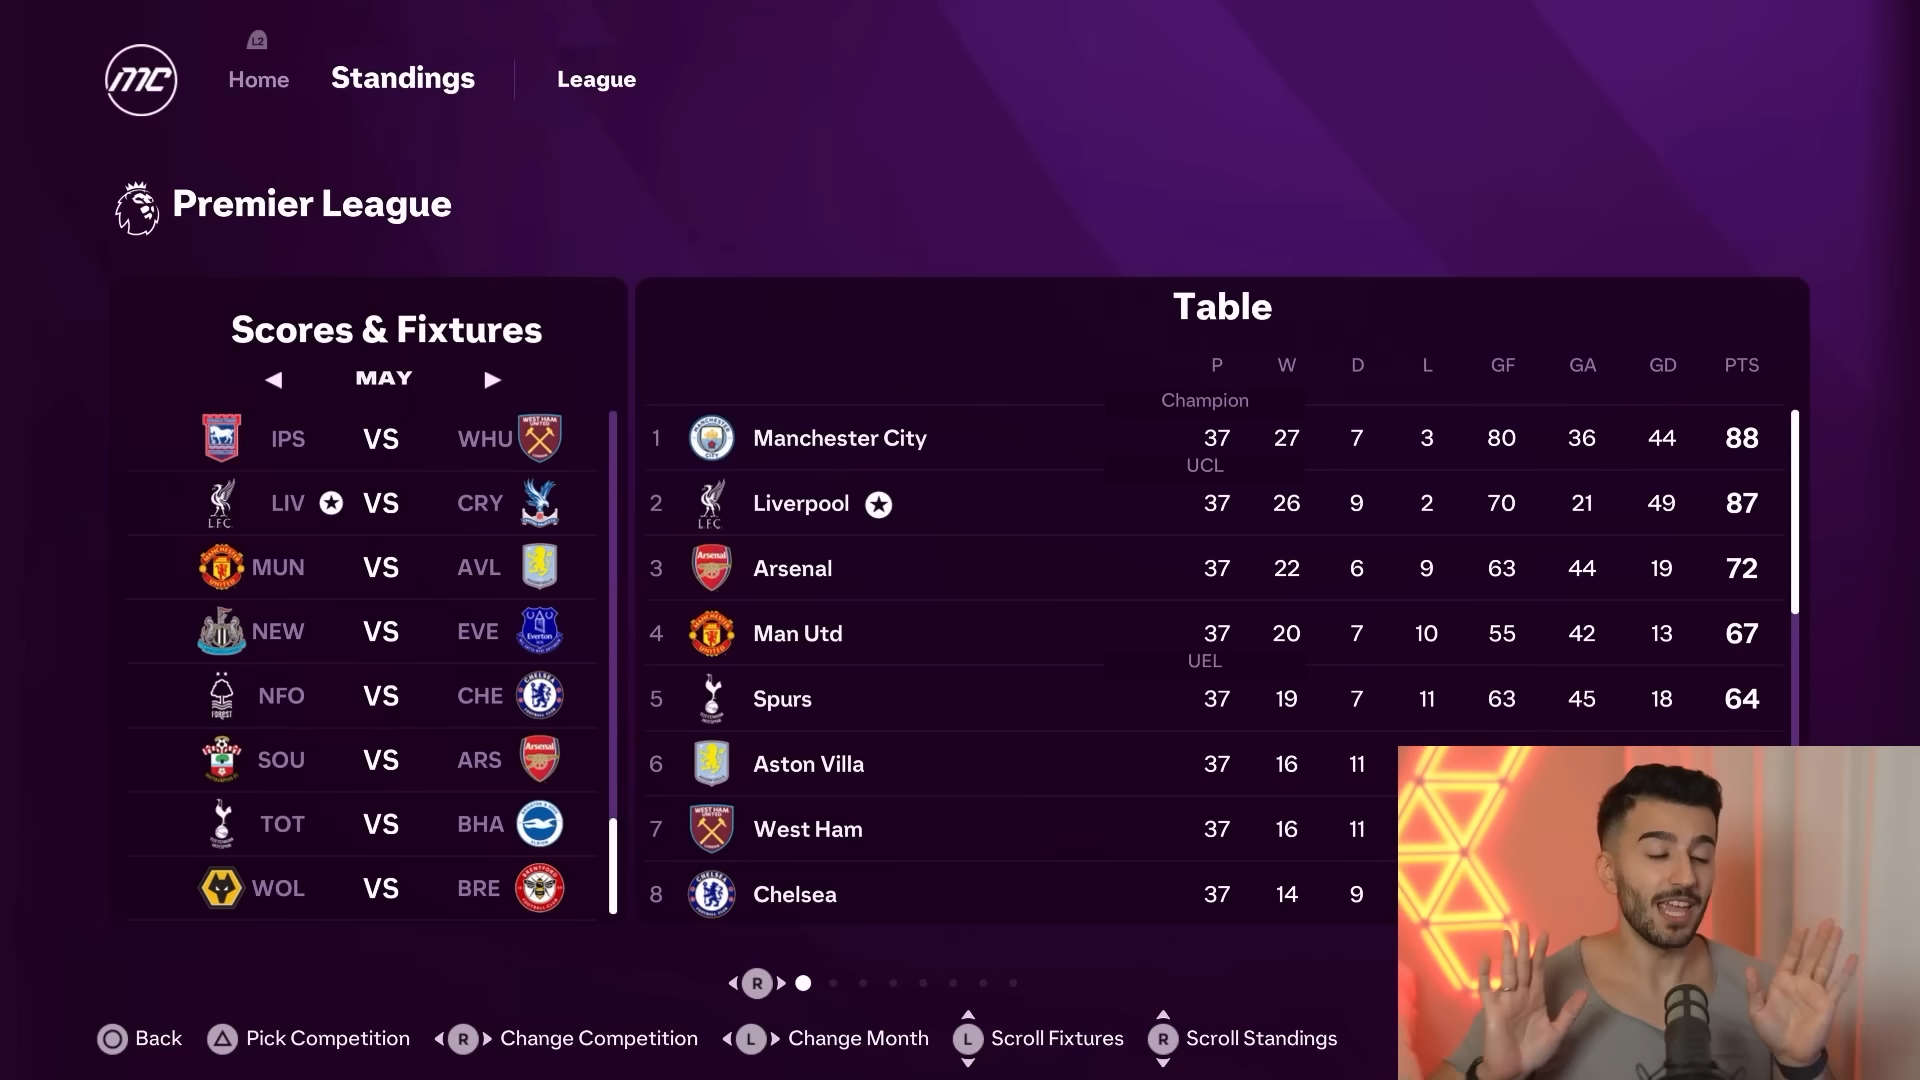 L2
MC Home Standings League
Premier League
Scores & Fixtures
MAY
IPS VS WHU
LIV VS CRY
MUN VS AVL
NEW VS EVE
NFO VS CHE
SOU VS ARS
TOT VS BHA
WOL VS BRE
Table
P W D L GF GA GD PTS
Champion
1 Manchester City 37 27 7 3 80 36 44 88
UCL
2 Liverpool 37 26 9 2 70 21 49 87
3 Arsenal 37 22 6 9 63 44 19 72
4 Man Utd 37 20 7 10 55 42 13 67
UEL
5 Spurs 37 19 7 11 63 45 18 64
6 Aston Villa 37 16 11
7 West Ham 37 16 11
8 Chelsea 37 14 9
R
Back Pick Competition R Change Competition L Change Month L Scroll Fixtures R Scroll Standings